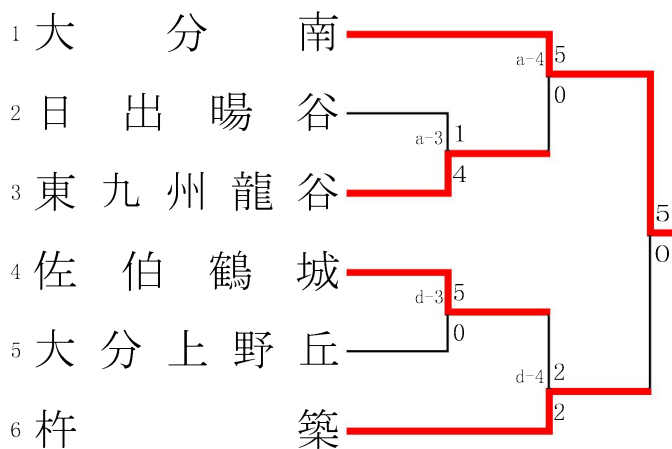 1 大分南
2 日出暘谷
3 東九州龍谷
4 佐伯鶴城
5 大分上野丘
6 杵築
a-4 5
0
a-3 1
4
5
0
d-3 5
0
d-4 2
2